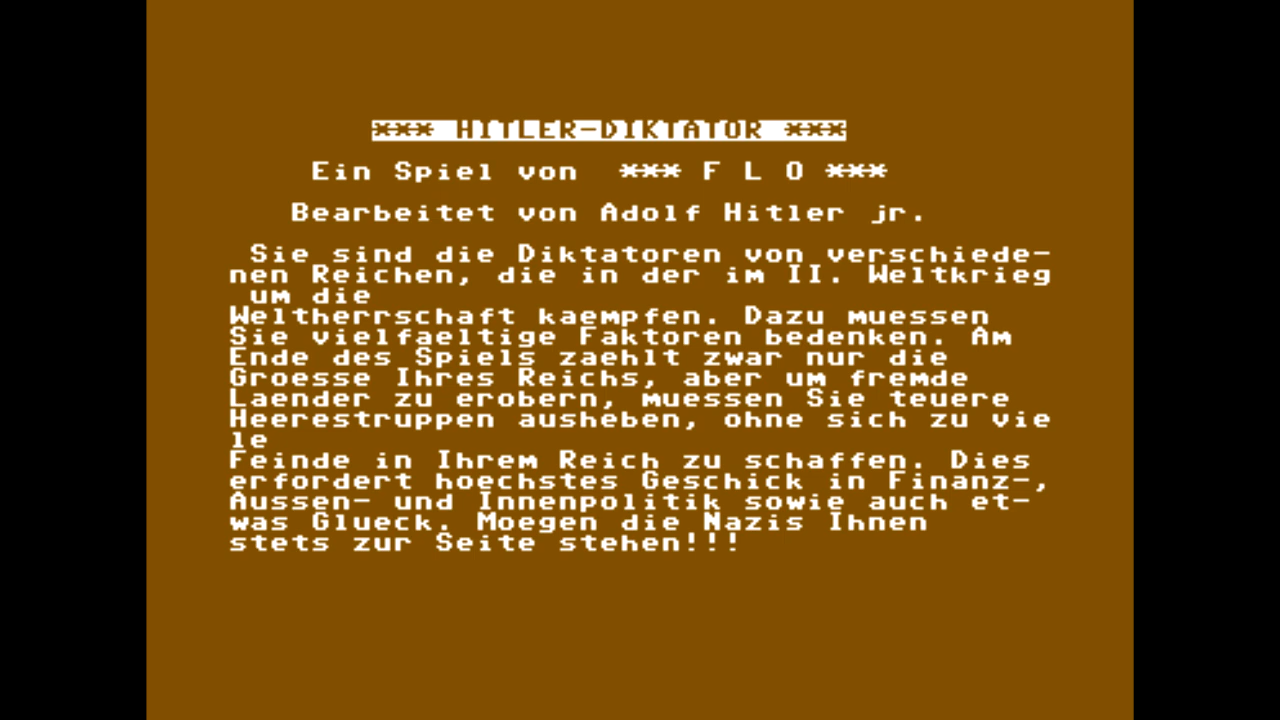 *** HITLER-DIKTATOR ***
Ein Spiel von *** F L O ***
Bearbeitet von Adolf Hitler jr.
Sie sind die Diktatoren von verschiede-
nen Reichen, die in der im II. Weltkrieg
um die
Weltherrschaft kaempfen. Dazu muessen
Sie vielfaeltige Faktoren bedenken. Am
Ende des Spiels zaehlt zwar nur die
Groesse Ihres Reichs, aber um fremde
Laender zu erobern, muessen Sie teuere
Heerestruppen ausheben, ohne sich zu vie
le
Feinde in Ihrem Reich zu schaffen. Dies
erfordert hoechstes Geschick in Finanz-,
Aussen- und Innenpolitik sowie auch et-
was Glueck. Moegen die Nazis Ihnen
stets zur Seite stehen!!!